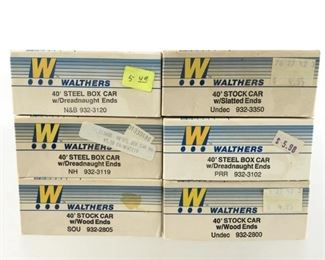 W WALTHERS
40' STEEL BOX CAR
w/Dreadnaught Ends
N&B 932-3120
5.49
W WALTHERS
40' STOCK CAR
w/Slatted Ends
Undec 932-3350
W WALTHERS
40' STEEL BOX CAR
w/Dreadnaught Ends
NH 932-3119
W WALTHERS
40' STEEL BOX CAR
w/Dreadnaught Ends
PRR 932-3102
$ 5.98
W WALTHERS
40' STOCK CAR
w/Wood Ends
SOU 932-2805
W WALTHERS
40' STOCK CAR
w/Wood Ends
Undec 932-2800